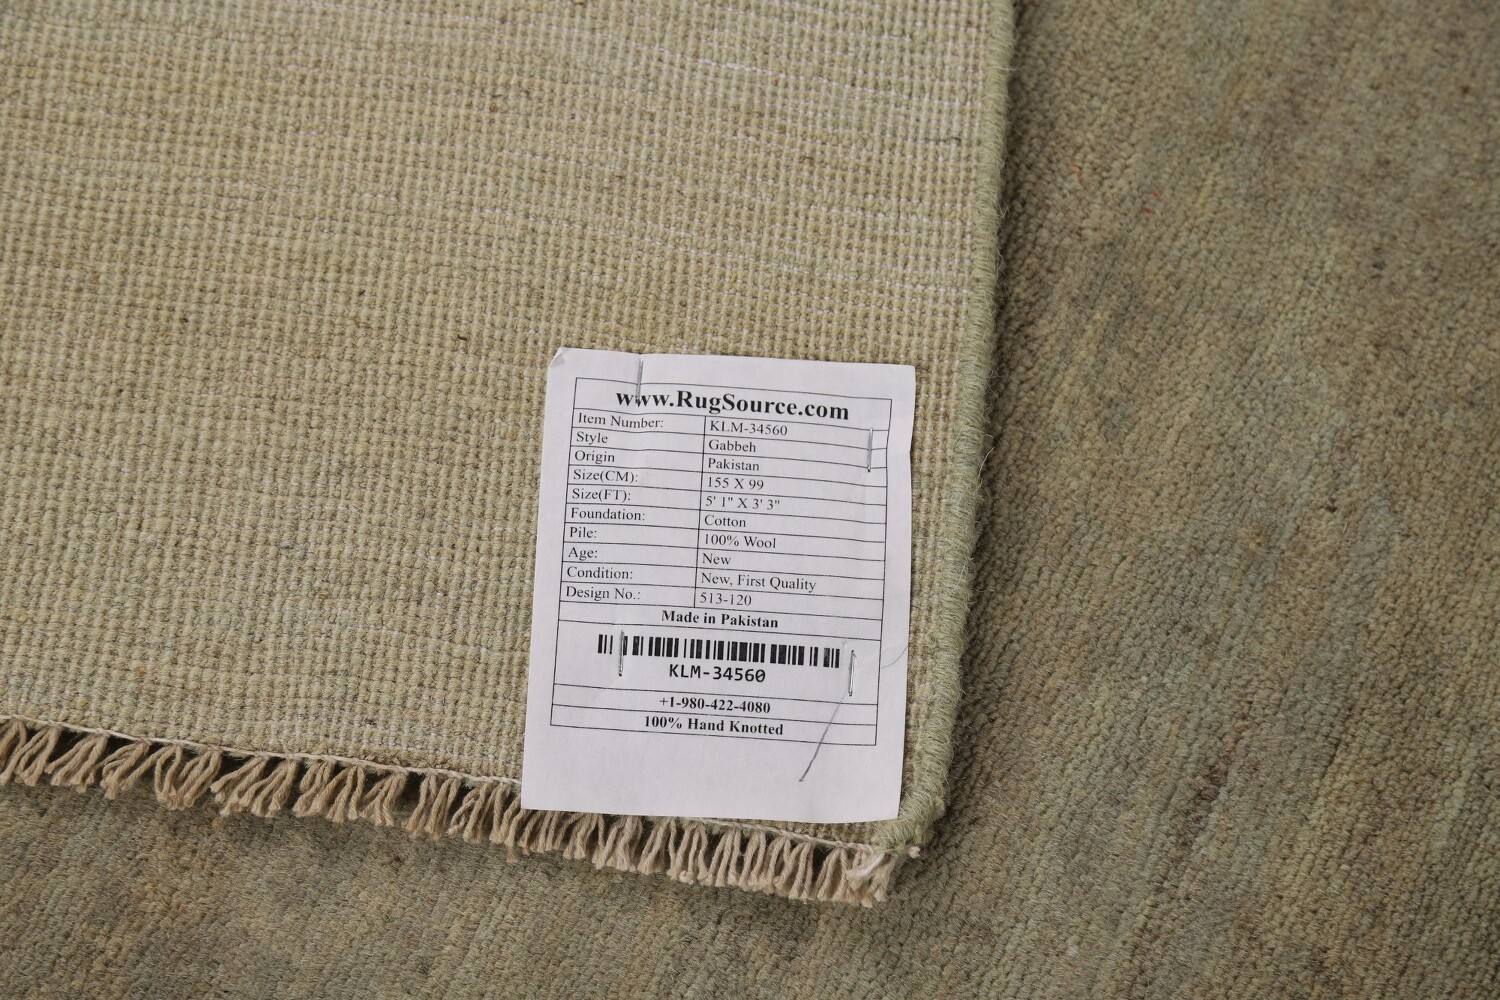 www.RugSource.com
Item Number: KLM-34560
Style Gabbeh
Origin Pakistan
Size(CM): 155 X 99
Size(FT): 5' 1" X 3' 3"
Foundation: Cotton
Pile: 100% Wool
Age: New
Condition: New, First Quality
Design No.: 513-120
Made in Pakistan
KLM-34560
+1-980-422-4080
100% Hand Knotted